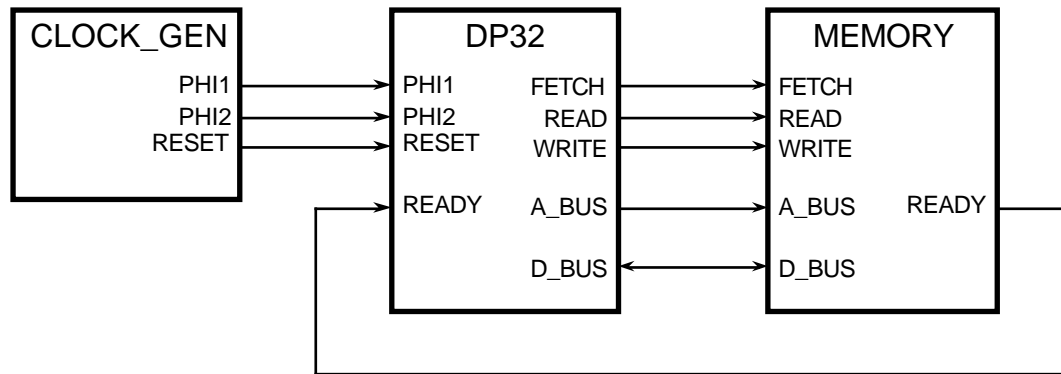 CLOCK_GEN
PHI1
PHI2
RESET
DP32
PHI1
PHI2
RESET
READY
FETCH
READ
WRITE
A_BUS
D_BUS
MEMORY
FETCH
READ
WRITE
A_BUS
D_BUS
READY